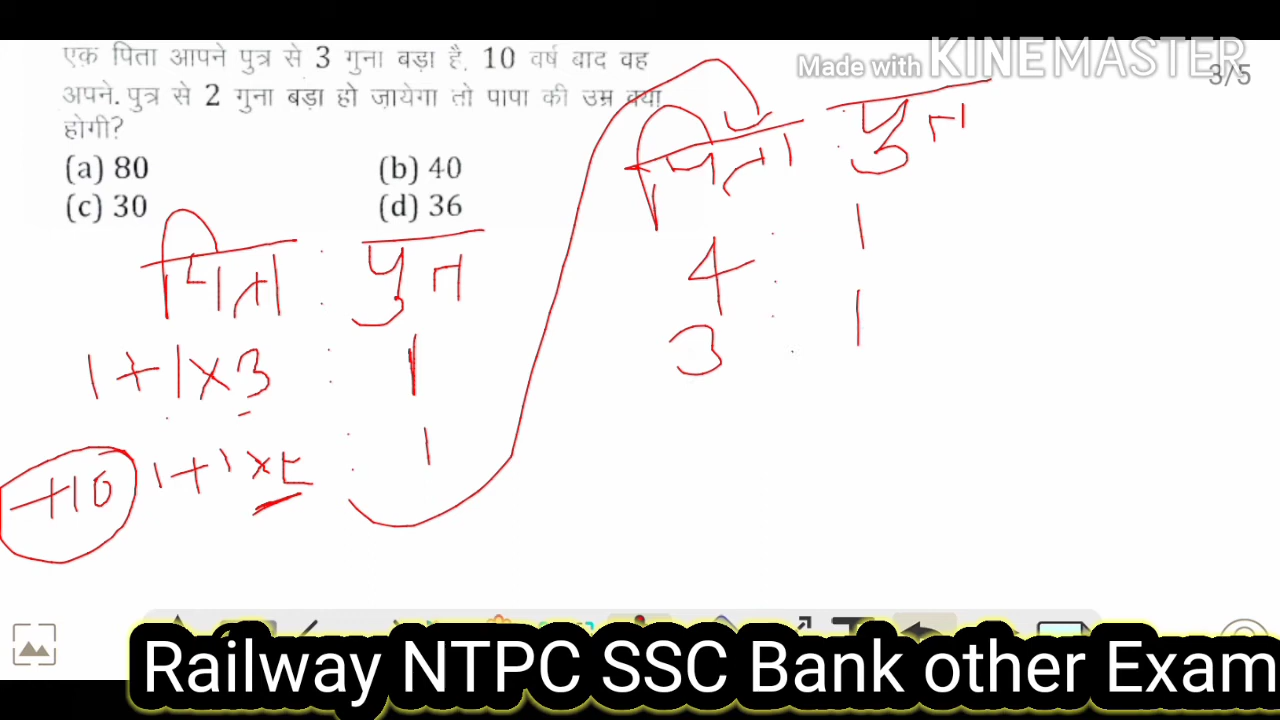 Made with KINEMASTER
3/5
एक पिता आपने पुत्र से 3 गुना बड़ा है. 10 वर्ष बाद वह
अपने. पुत्र से 2 गुना बड़ा हो ज़ायेगा तो पापा की उम्र क्या
होगी?
(a) 80 (b) 40
(c) 30 (d) 36
पिता : पुत्र
1+1×3 : 1
+10 1+1× : 1
पिता : पुत्र
4 : 1
3 : 1
Railway NTPC SSC Bank other Exam